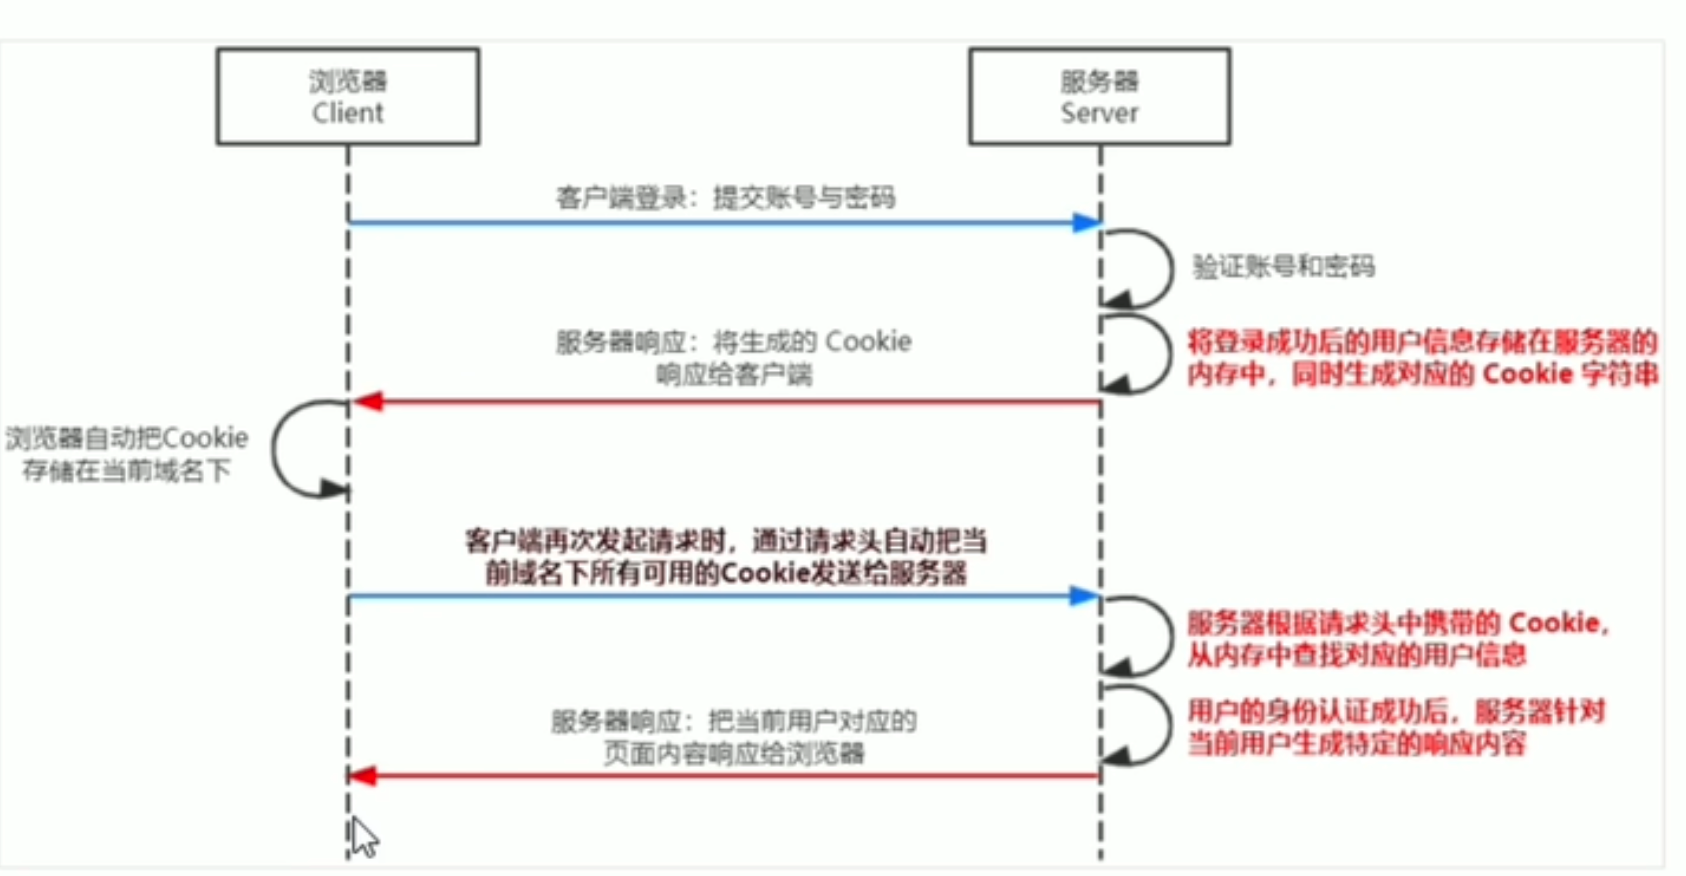 浏览器
Client
服务器
Server
客户端登录：提交账号与密码
验证账号和密码
服务器响应：将生成的 Cookie
响应给客户端
将登录成功后的用户信息存储在服务器的
内存中，同时生成对应的 Cookie 字符串
浏览器自动把Cookie
存储在当前域名下
客户端再次发起请求时，通过请求头自动把当
前域名下所有可用的Cookie发送给服务器
服务器根据请求头中携带的 Cookie，
从内存中查找对应的用户信息
用户的身份认证成功后，服务器针对
当前用户生成特定的响应内容
服务器响应：把当前用户对应的
页面内容响应给浏览器